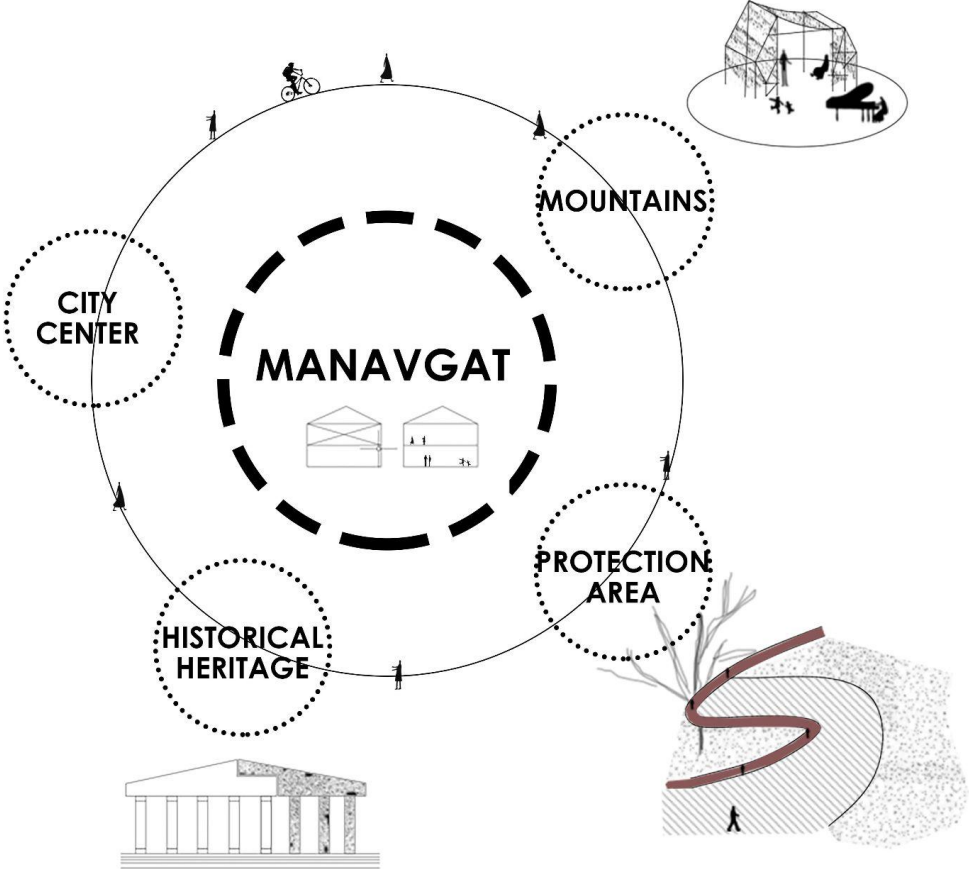 MOUNTAINS
CITY
CENTER
MANAVGAT
PROTECTION
AREA
HISTORICAL
HERITAGE